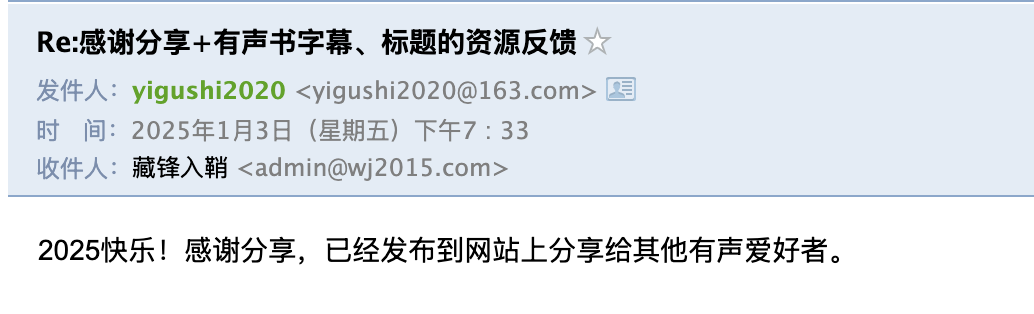 Re:感谢分享+有声书字幕、标题的资源反馈
发件人：yigushi2020 <yigushi2020@163.com>
时　间：2025年1月3日（星期五）下午7 : 33
收件人：藏锋入鞘 <admin@wj2015.com>
2025快乐！感谢分享，已经发布到网站上分享给其他有声爱好者。